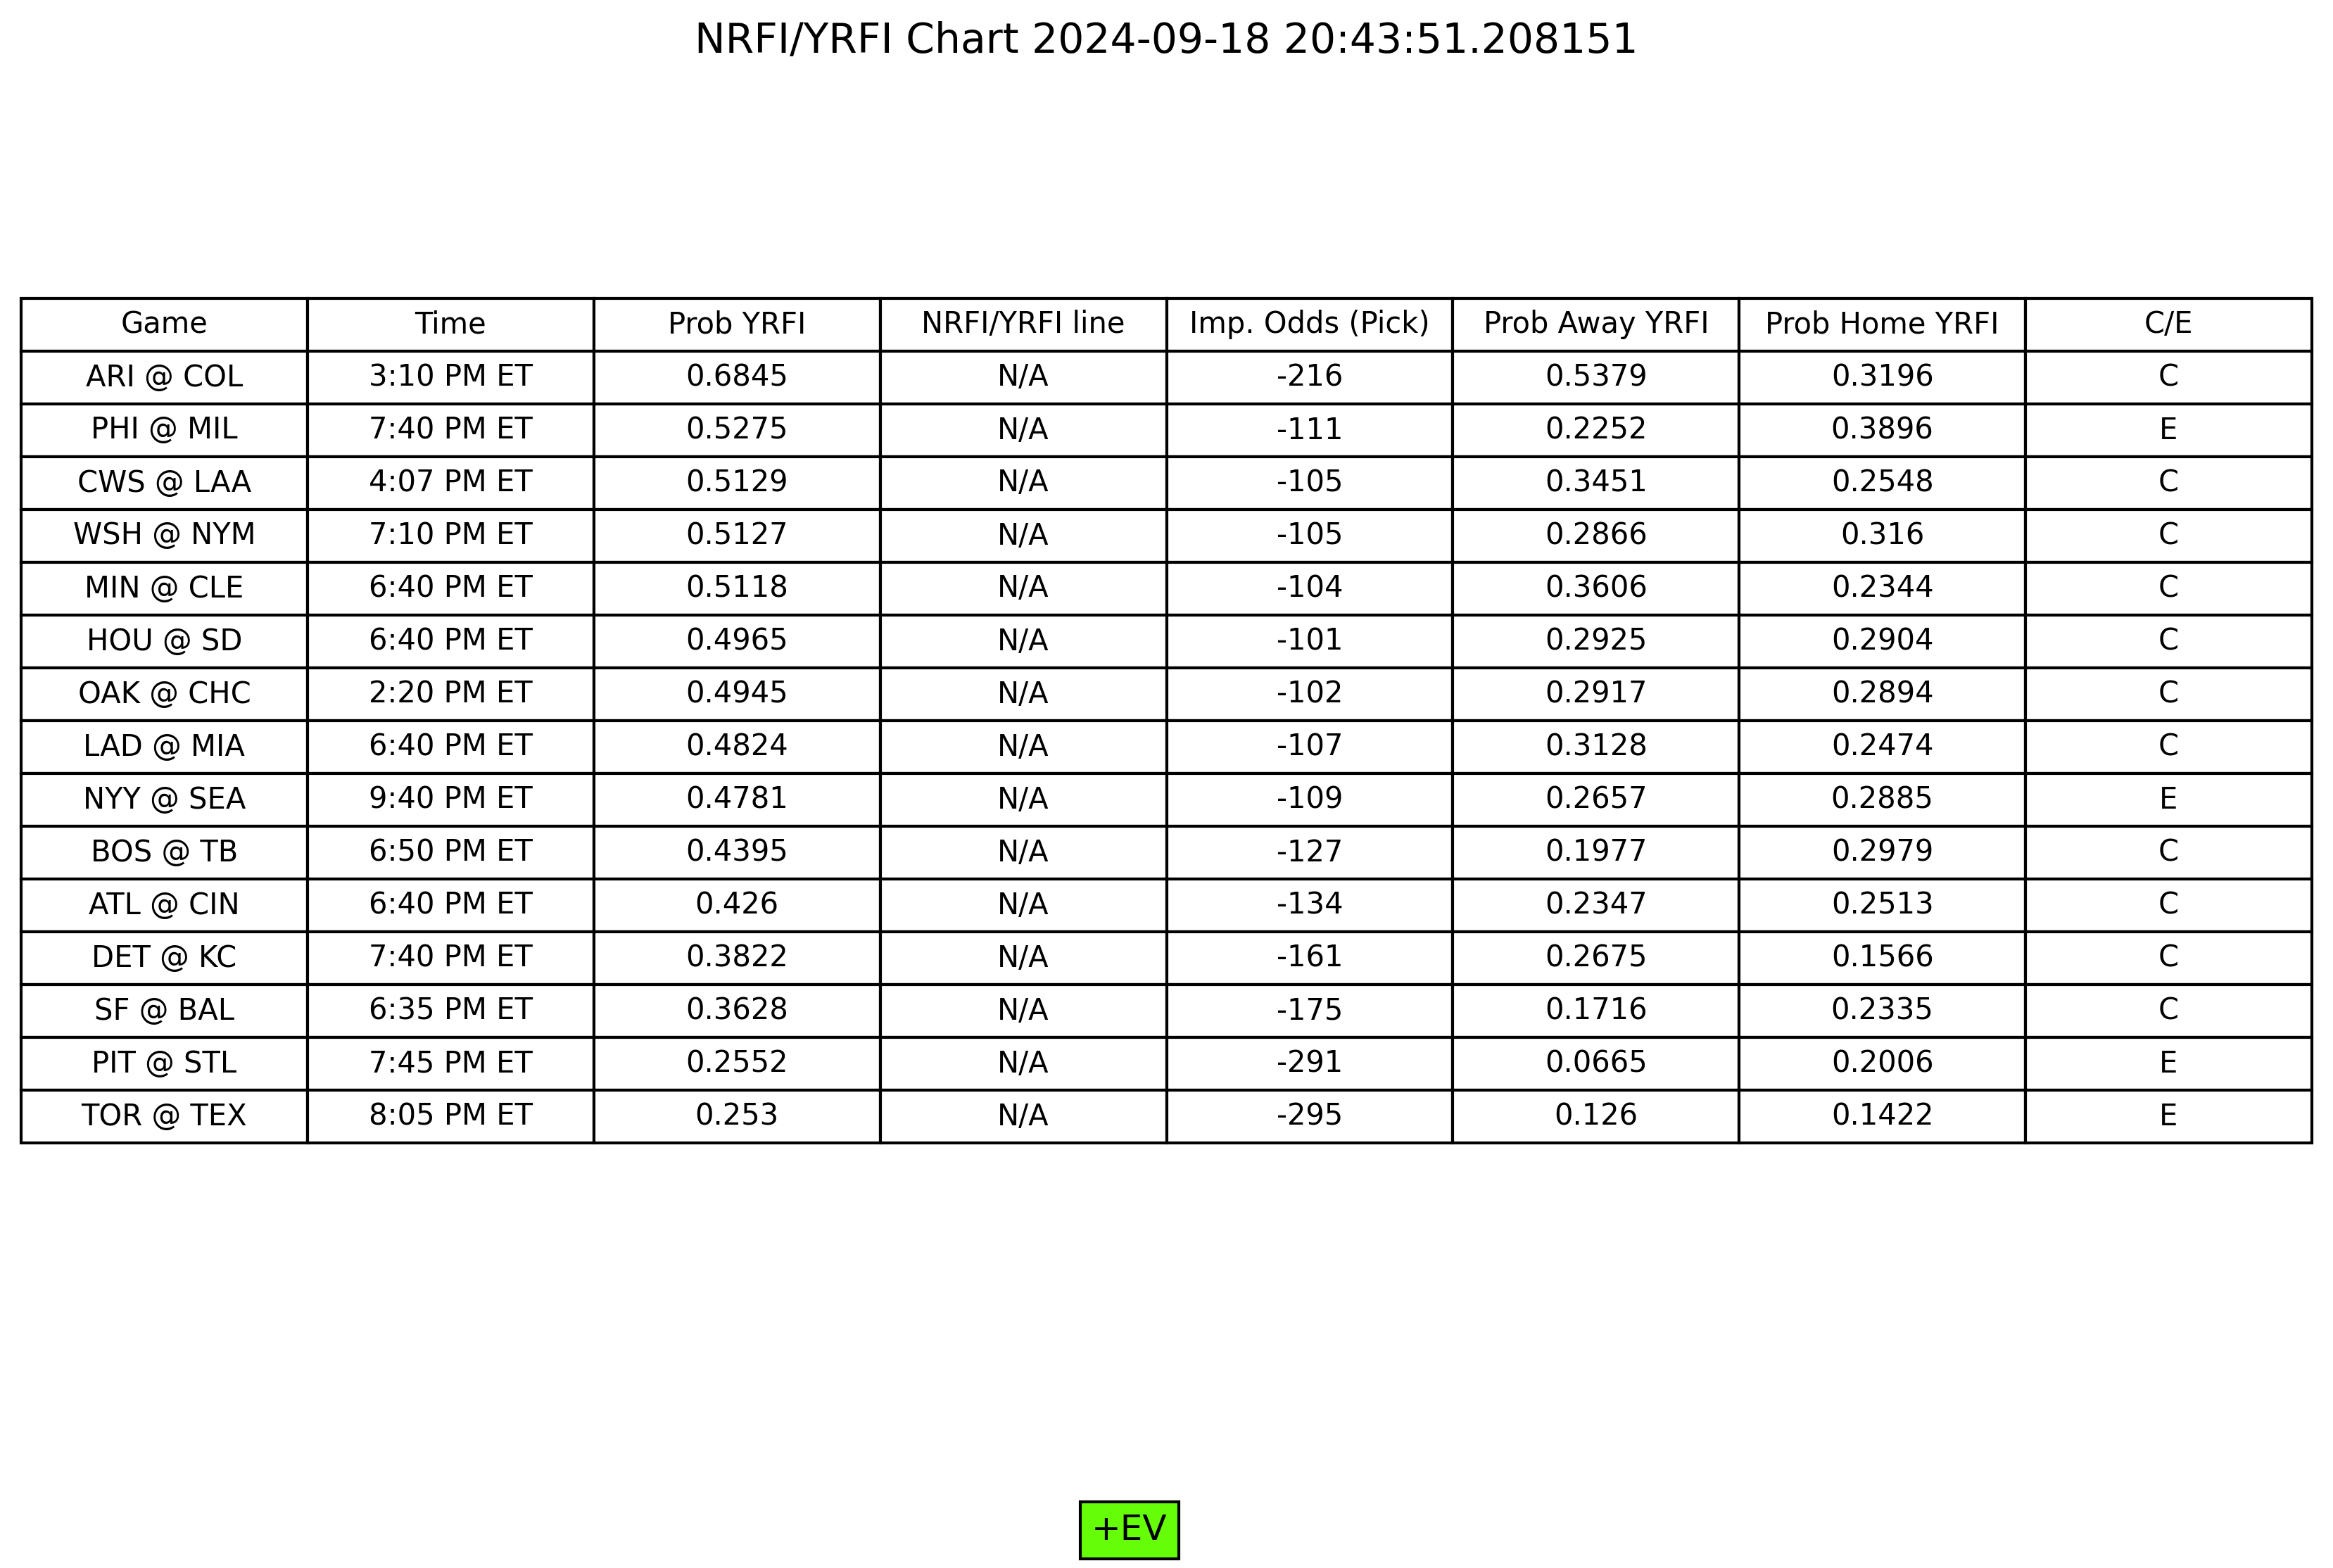 NRFI/YRFI Chart 2024-09-18 20:43:51.208151
Game Time Prob YRFI NRFI/YRFI line Imp. Odds (Pick) Prob Away YRFI Prob Home YRFI C/E
ARI @ COL 3:10 PM ET 0.6845 N/A -216 0.5379 0.3196 C
PHI @ MIL 7:40 PM ET 0.5275 N/A -111 0.2252 0.3896 E
CWS @ LAA 4:07 PM ET 0.5129 N/A -105 0.3451 0.2548 C
WSH @ NYM 7:10 PM ET 0.5127 N/A -105 0.2866 0.316 C
MIN @ CLE 6:40 PM ET 0.5118 N/A -104 0.3606 0.2344 C
HOU @ SD 6:40 PM ET 0.4965 N/A -101 0.2925 0.2904 C
OAK @ CHC 2:20 PM ET 0.4945 N/A -102 0.2917 0.2894 C
LAD @ MIA 6:40 PM ET 0.4824 N/A -107 0.3128 0.2474 C
NYY @ SEA 9:40 PM ET 0.4781 N/A -109 0.2657 0.2885 E
BOS @ TB 6:50 PM ET 0.4395 N/A -127 0.1977 0.2979 C
ATL @ CIN 6:40 PM ET 0.426 N/A -134 0.2347 0.2513 C
DET @ KC 7:40 PM ET 0.3822 N/A -161 0.2675 0.1566 C
SF @ BAL 6:35 PM ET 0.3628 N/A -175 0.1716 0.2335 C
PIT @ STL 7:45 PM ET 0.2552 N/A -291 0.0665 0.2006 E
TOR @ TEX 8:05 PM ET 0.253 N/A -295 0.126 0.1422 E
+EV